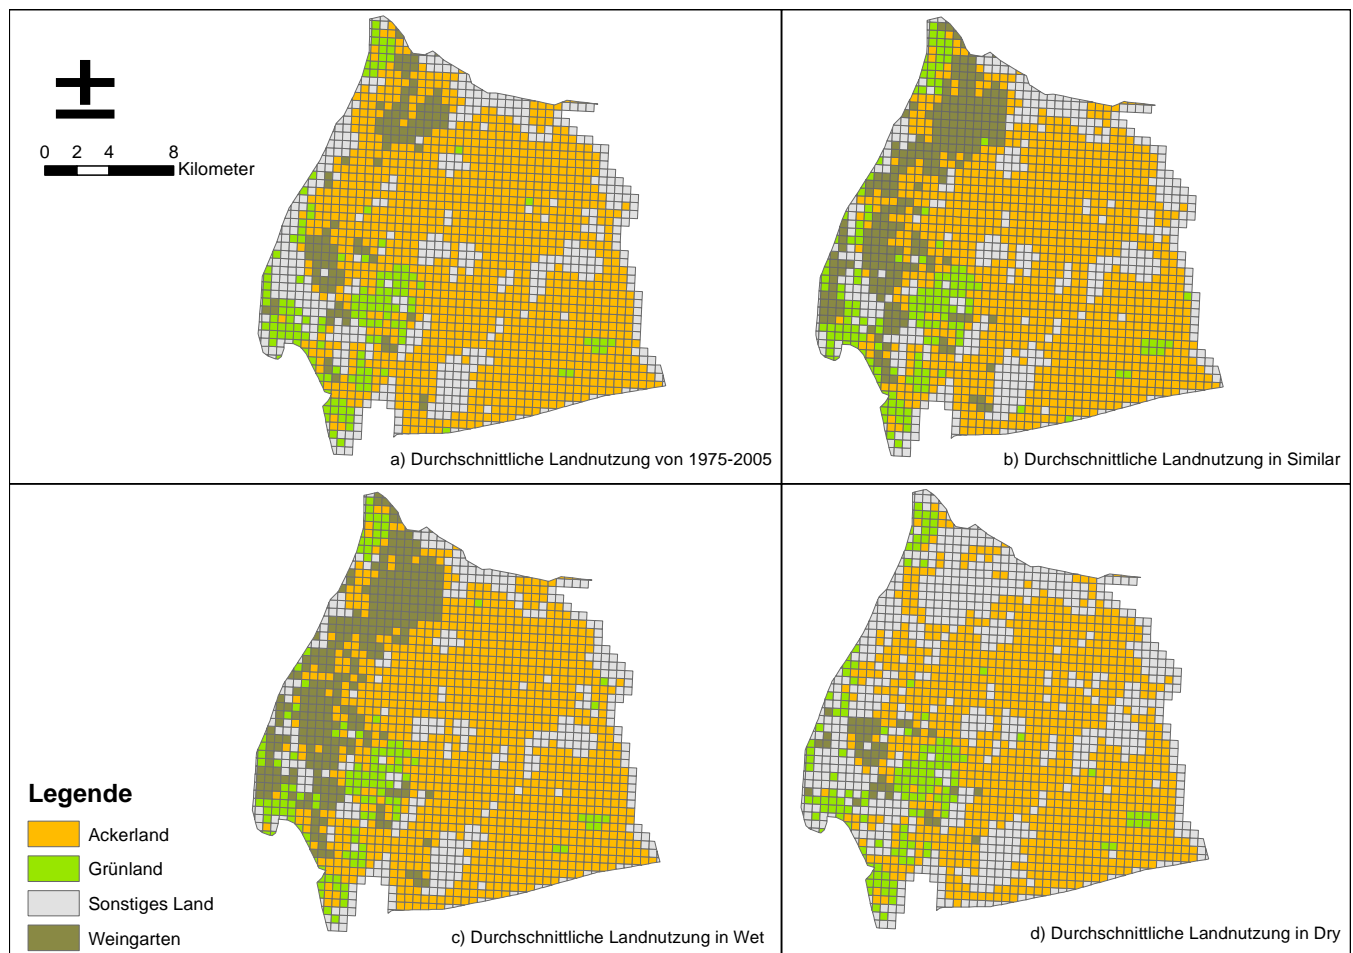 0 2 4 8
Kilometer
a) Durchschnittliche Landnutzung von 1975-2005
b) Durchschnittliche Landnutzung in Similar
Legende
Ackerland
Grünland
Sonstiges Land
Weingarten
c) Durchschnittliche Landnutzung in Wet
d) Durchschnittliche Landnutzung in Dry